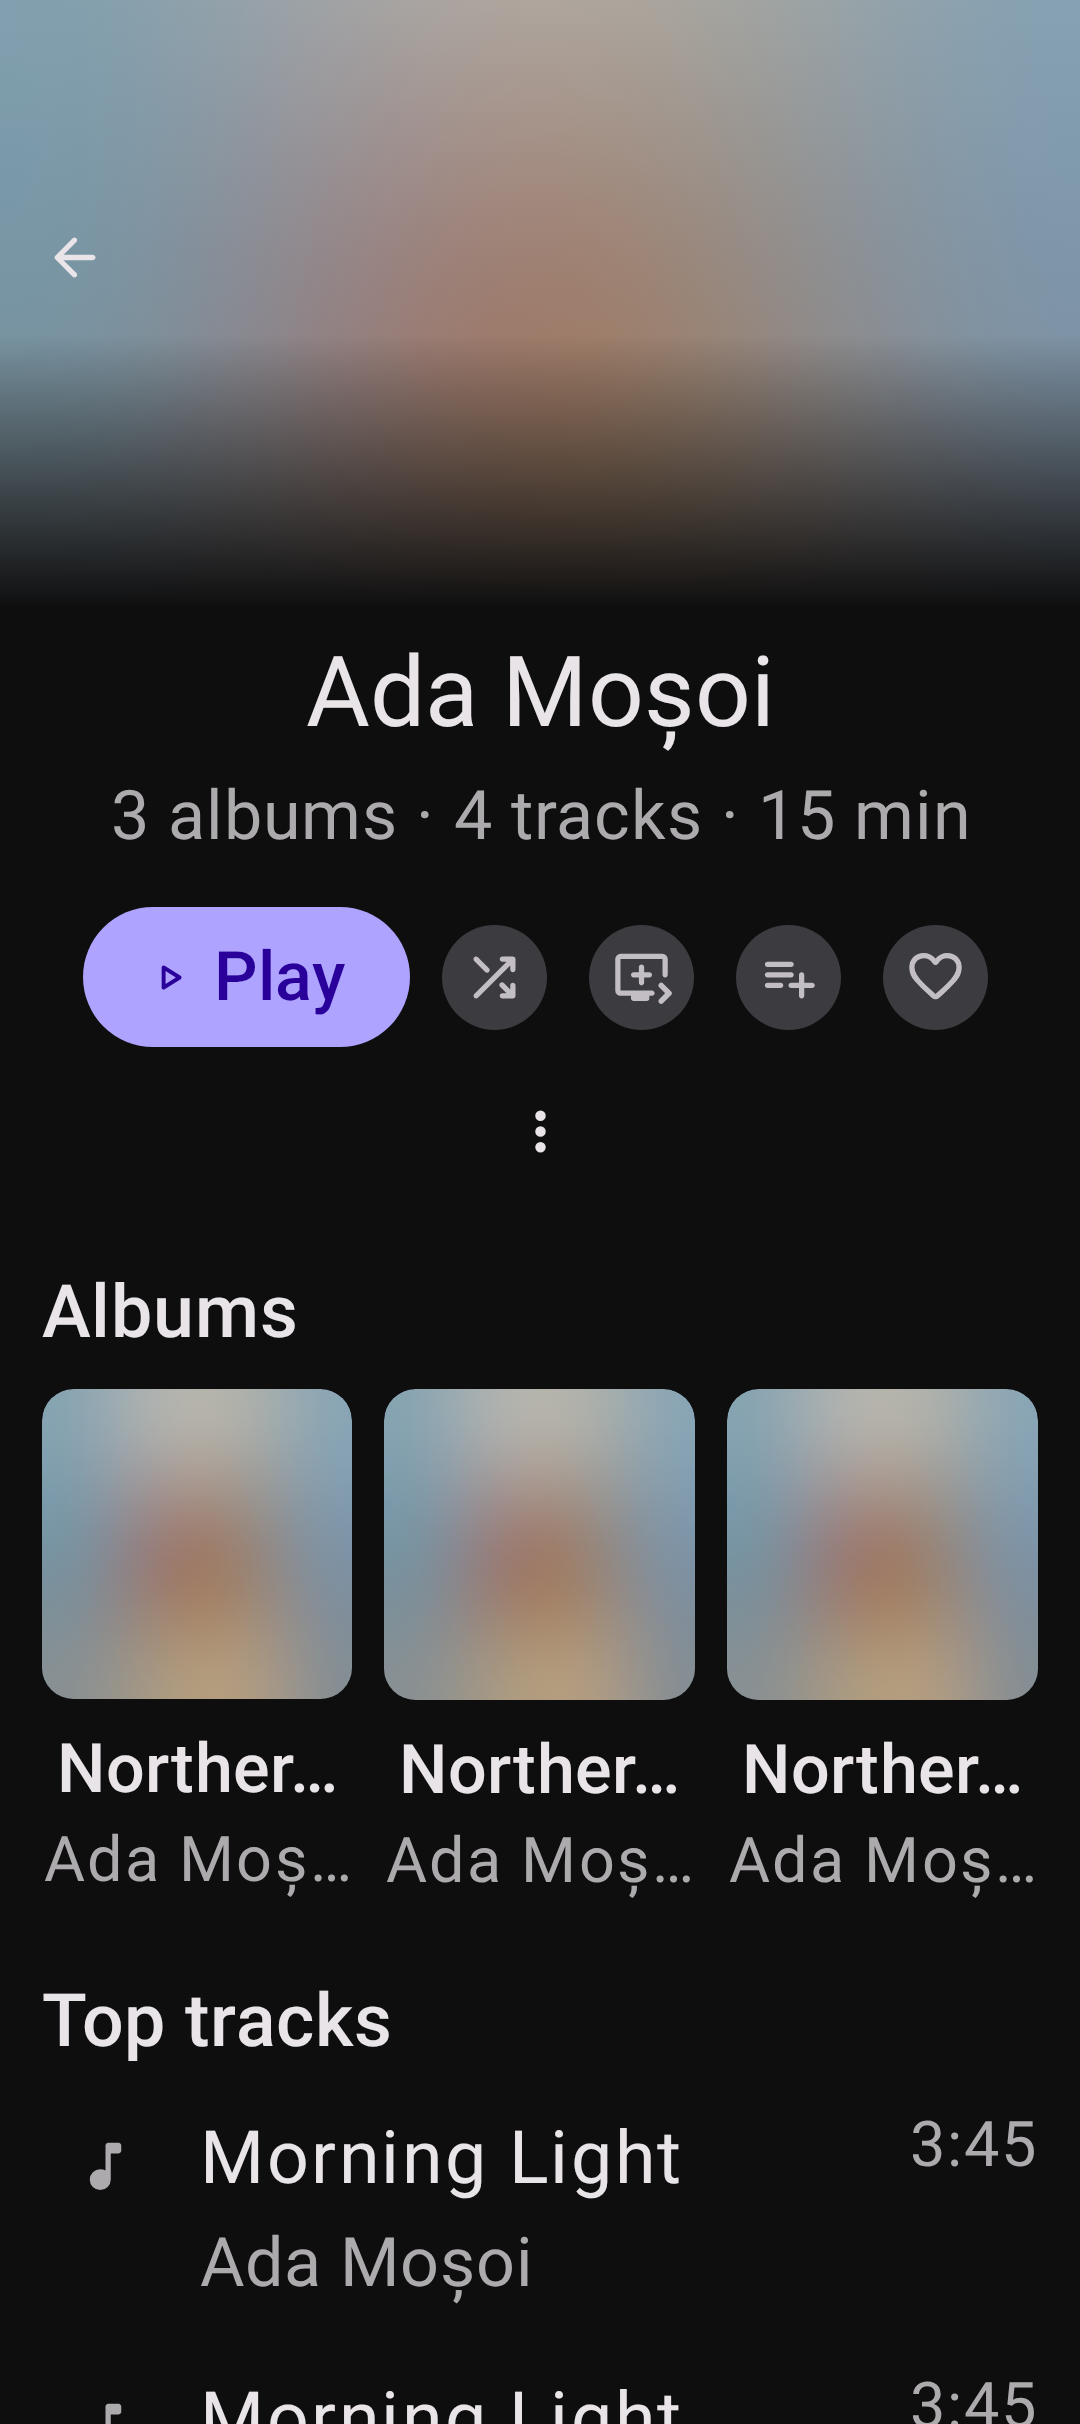 Ada Moșoi
3 albums · 4 tracks · 15 min
Play
Albums
Norther… Norther… Norther…
Ada Moș… Ada Moș… Ada Moș…
Top tracks
Morning Light 3:45
Ada Moșoi
Morning Light 3:45